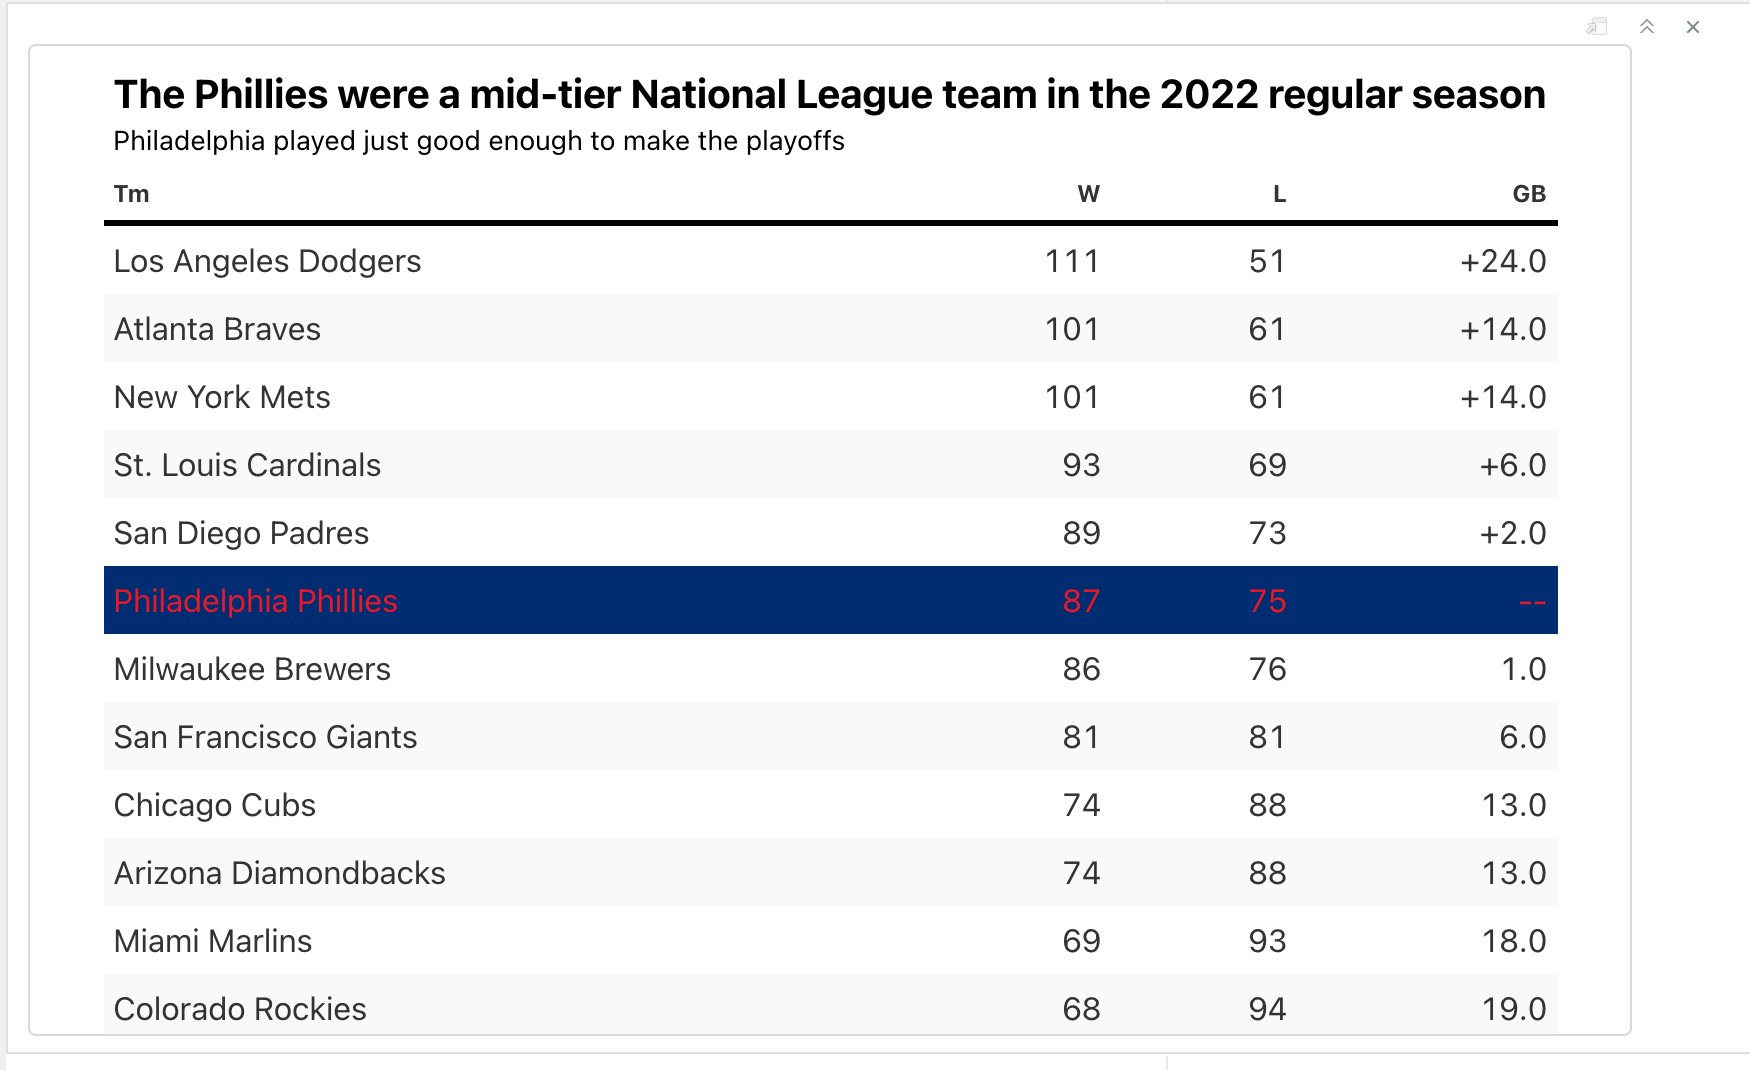 The Phillies were a mid-tier National League team in the 2022 regular season
Philadelphia played just good enough to make the playoffs
Tm W L GB
Los Angeles Dodgers 111 51 +24.0
Atlanta Braves 101 61 +14.0
New York Mets 101 61 +14.0
St. Louis Cardinals 93 69 +6.0
San Diego Padres 89 73 +2.0
Philadelphia Phillies 87 75 --
Milwaukee Brewers 86 76 1.0
San Francisco Giants 81 81 6.0
Chicago Cubs 74 88 13.0
Arizona Diamondbacks 74 88 13.0
Miami Marlins 69 93 18.0
Colorado Rockies 68 94 19.0